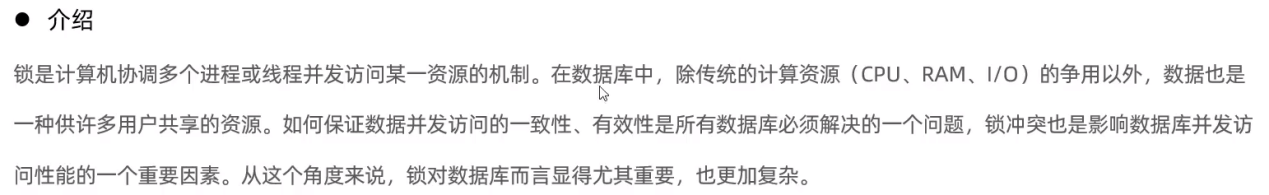 ● 介绍
锁是计算机协调多个进程或线程并发访问某一资源的机制。在数据库中，除传统的计算资源（CPU、RAM、I/O）的争用以外，数据也是
一种供许多用户共享的资源。如何保证数据并发访问的一致性、有效性是所有数据库必须解决的一个问题，锁冲突也是影响数据库并发访
问性能的一个重要因素。从这个角度来说，锁对数据库而言显得尤其重要，也更加复杂。